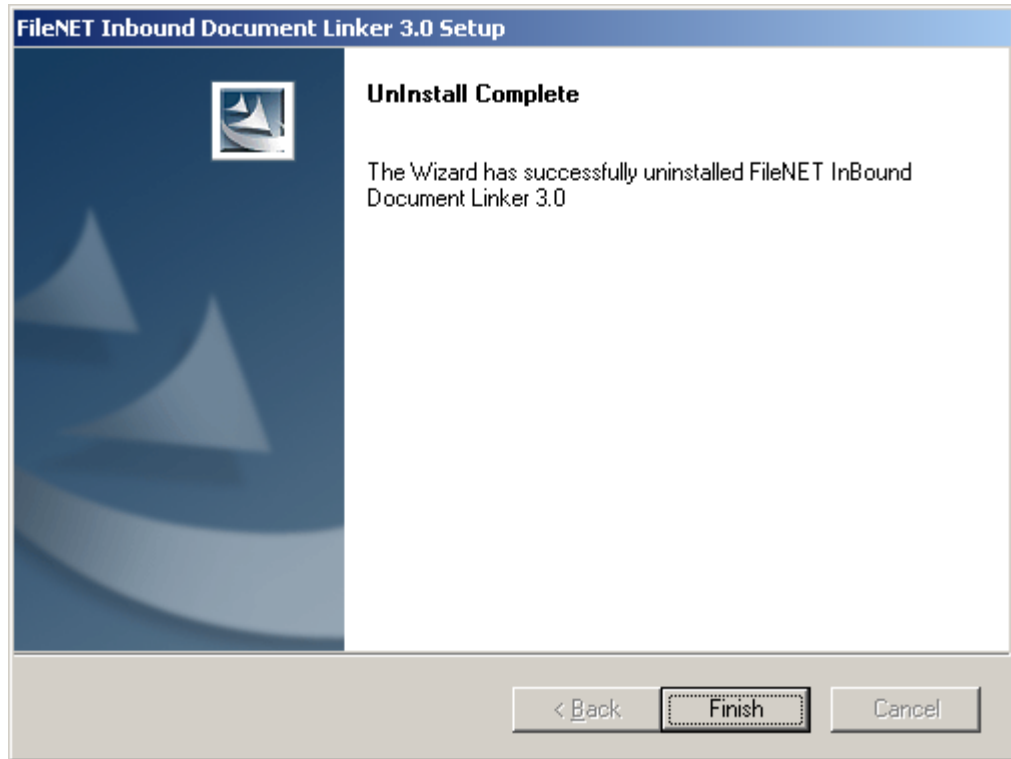 FileNET Inbound Document Linker 3.0 Setup
UnInstall Complete
The Wizard has successfully uninstalled FileNET InBound
Document Linker 3.0
< Back
Finish
Cancel